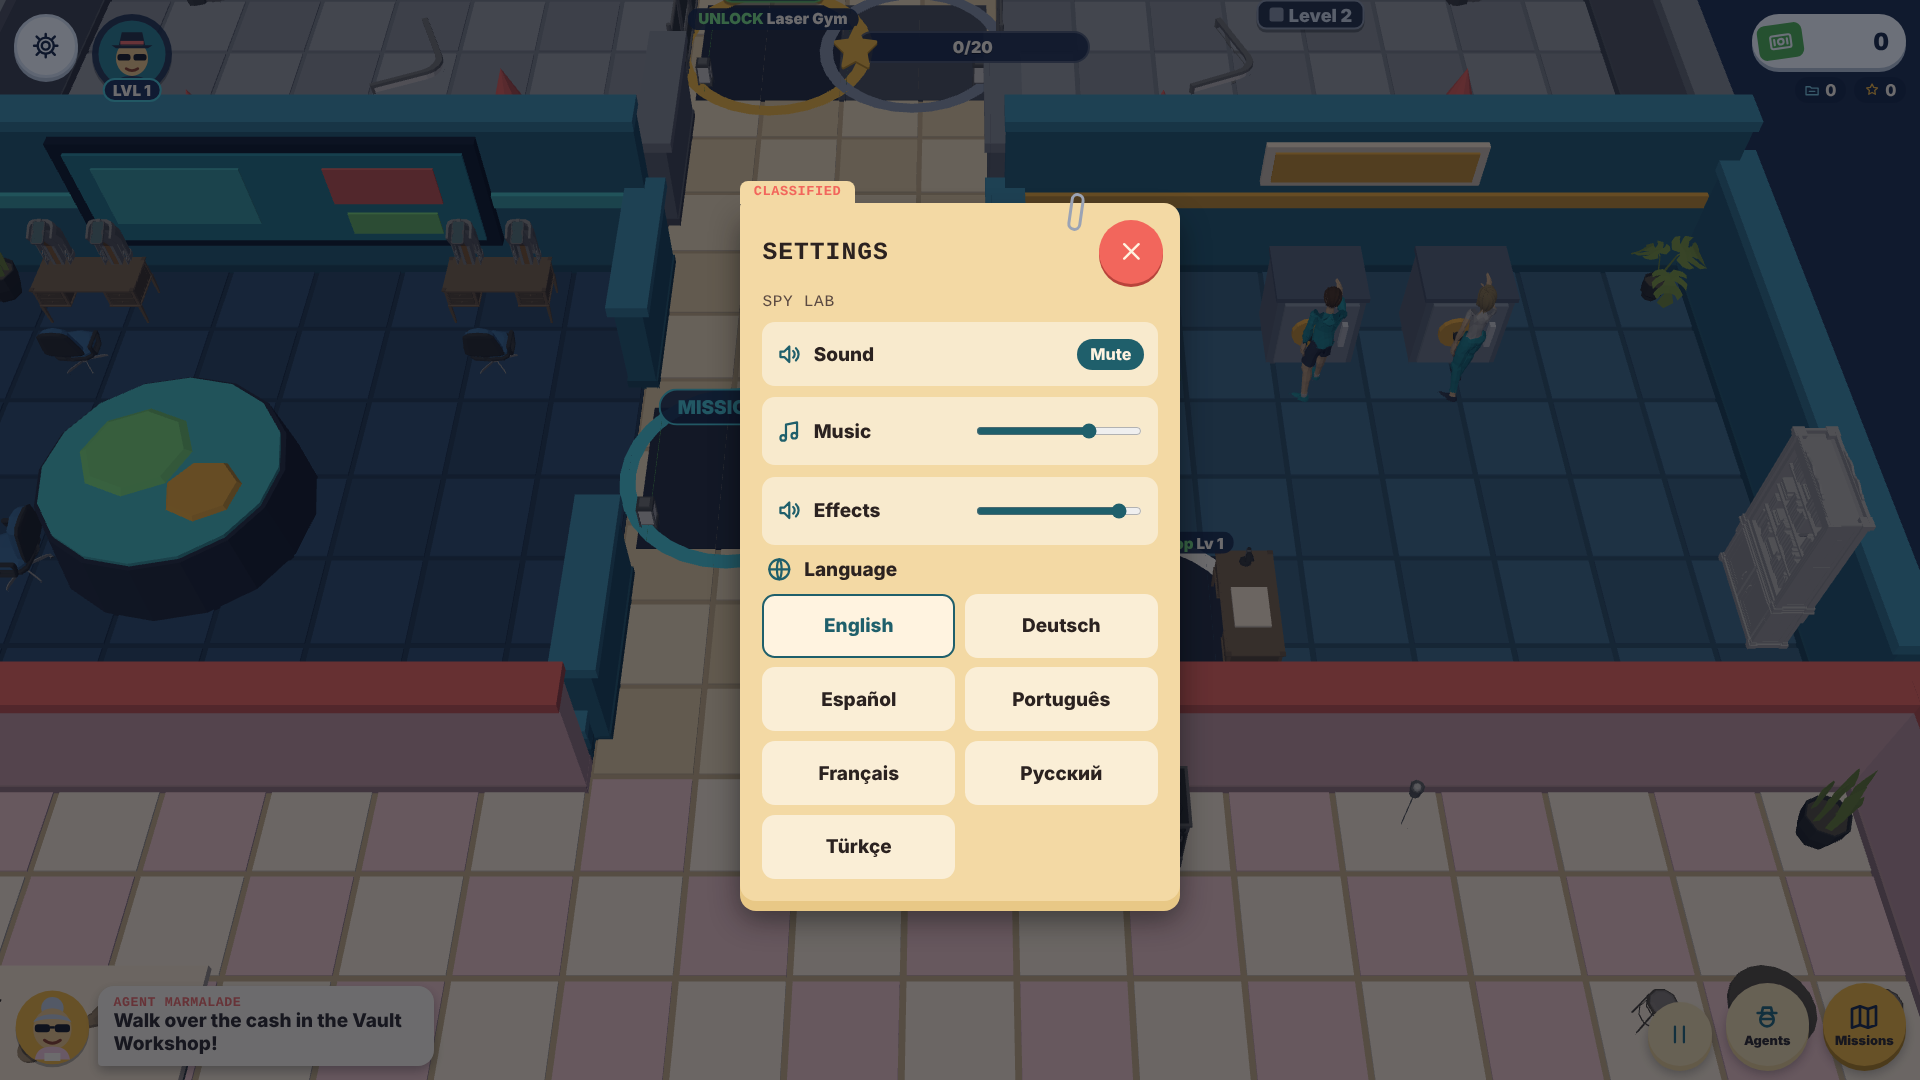 UNLOCK Laser Gym
0/20
Level 2
0
0
0
LVL 1
CLASSIFIED
SETTINGS
SPY LAB
Sound
Mute
Music
Effects
Language
English
Deutsch
Español
Português
Français
Русский
Türkçe
Lv 1
AGENT MARMALADE
Walk over the cash in the Vault
Workshop!
Agents
Missions